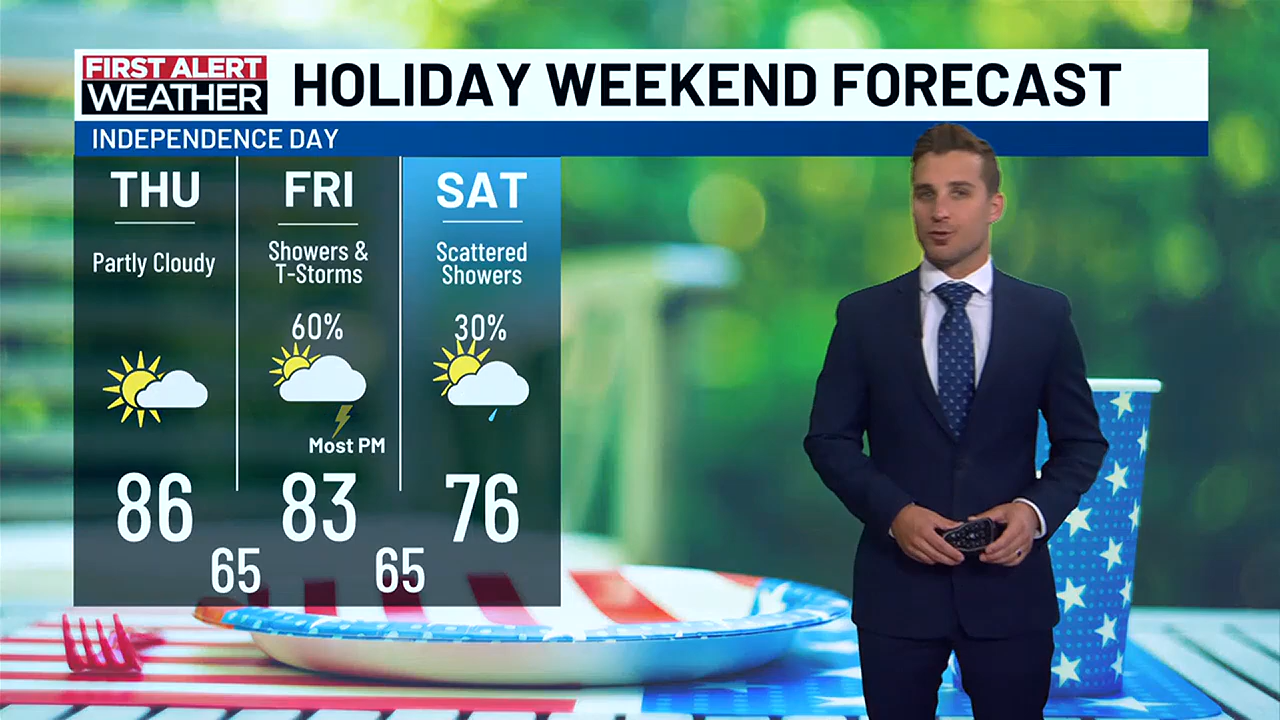 FIRST ALERT
WEATHER
HOLIDAY WEEKEND FORECAST
INDEPENDENCE DAY
THU
Partly Cloudy
86
65
FRI
Showers &
T-Storms
60%
Most PM
83
65
SAT
Scattered
Showers
30%
76